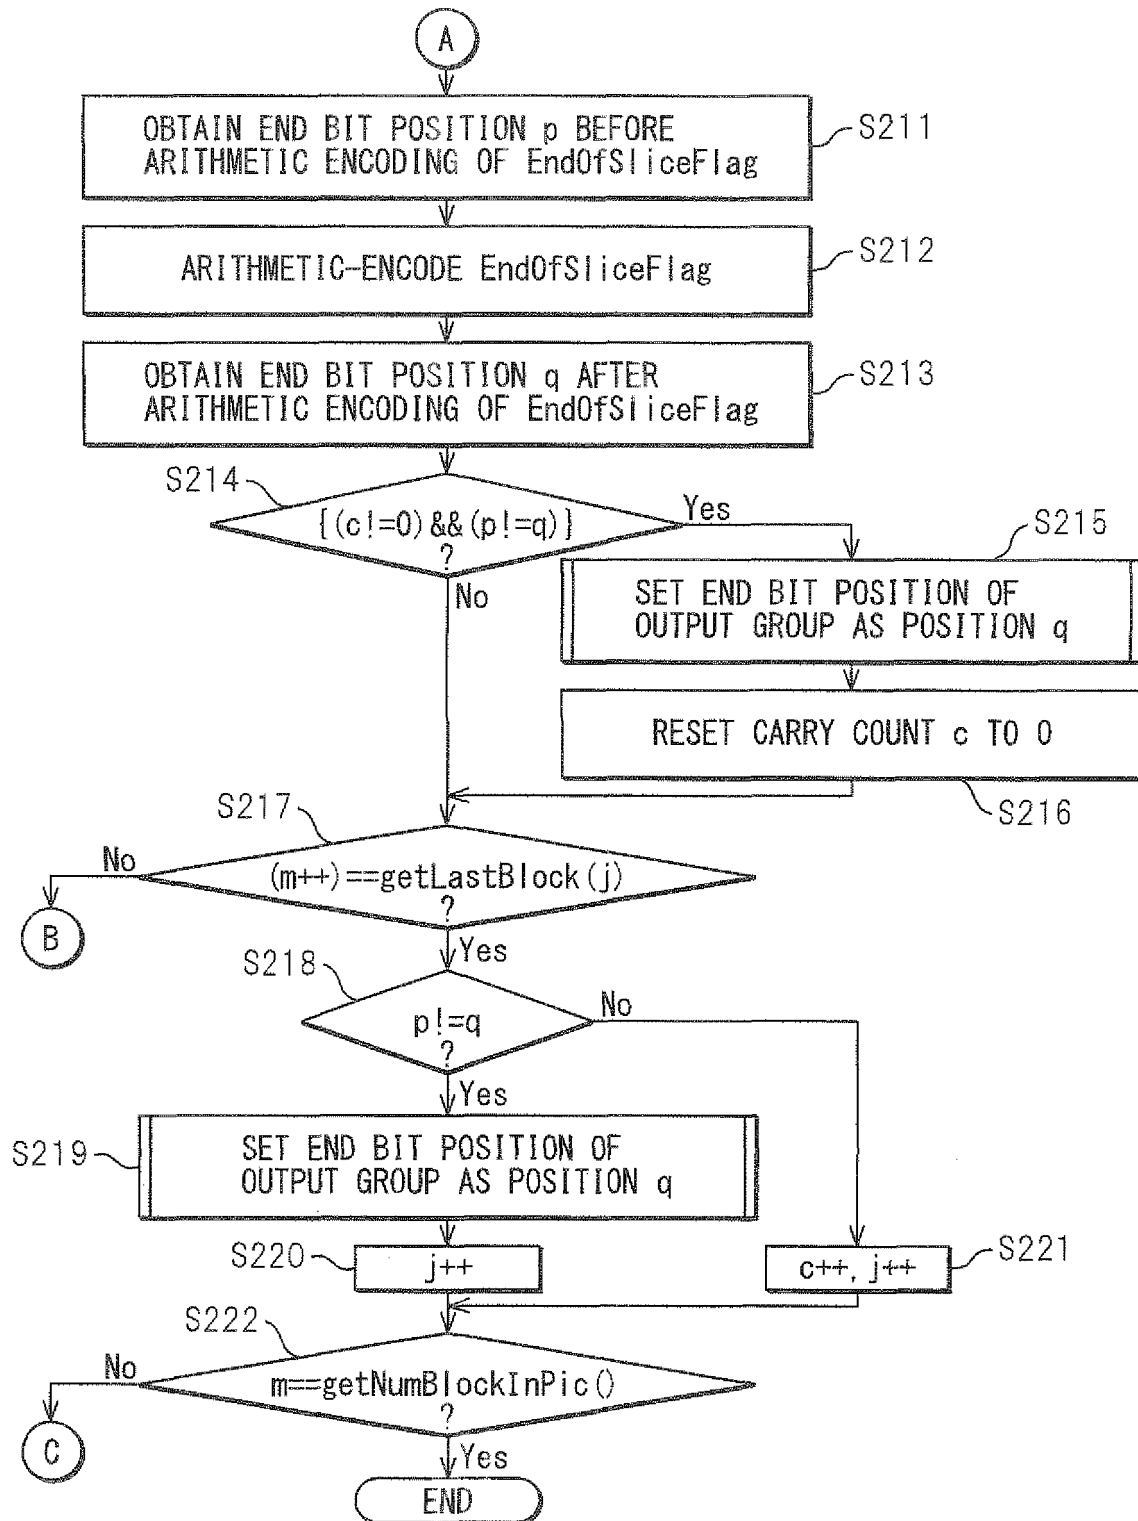 A
OBTAIN END BIT POSITION p BEFORE
ARITHMETIC ENCODING OF EndOfSliceFlag
S211
ARITHMETIC-ENCODE EndOfSliceFlag
S212
OBTAIN END BIT POSITION q AFTER
ARITHMETIC ENCODING OF EndOfSliceFlag
S213
S214
{(c!=0)&&(p!=q)}
?
Yes
No
S215
SET END BIT POSITION OF
OUTPUT GROUP AS POSITION q
RESET CARRY COUNT c TO 0
S216
S217
(m++)==getLastBlock(j)
?
No
B
Yes
S218
p!=q
?
No
Yes
S219
SET END BIT POSITION OF
OUTPUT GROUP AS POSITION q
S220
j++
c++, j++
S221
S222
m==getNumBlockInPic()
?
No
C
Yes
END